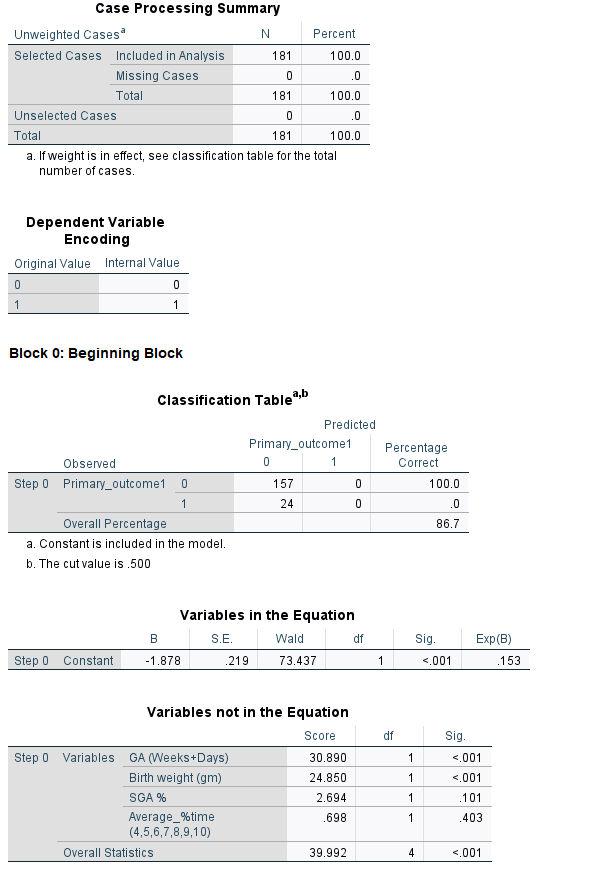 Case Processing Summary
Unweighted Casesa N Percent
Selected Cases Included in Analysis 181 100.0
Missing Cases 0 .0
Total 181 100.0
Unselected Cases 0 .0
Total 181 100.0
a. If weight is in effect, see classification table for the total
number of cases.
Dependent Variable
Encoding
Original Value Internal Value
0 0
1 1
Block 0: Beginning Block
Classification Tablea,b
Predicted
Primary_outcome1 Percentage
Observed 0 1 Correct
Step 0 Primary_outcome1 0 157 0 100.0
1 24 0 .0
Overall Percentage 86.7
a. Constant is included in the model.
b. The cut value is .500
Variables in the Equation
B S.E. Wald df Sig. Exp(B)
Step 0 Constant -1.878 .219 73.437 1 <.001 .153
Variables not in the Equation
Score df Sig.
Step 0 Variables GA (Weeks+Days) 30.890 1 <.001
Birth weight (gm) 24.850 1 <.001
SGA % 2.694 1 .101
Average_%time .698 1 .403
(4,5,6,7,8,9,10)
Overall Statistics 39.992 4 <.001